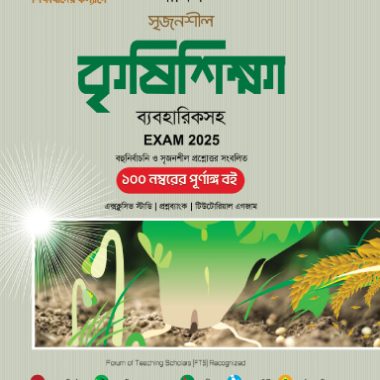 সৃজনশীল
কৃষিশিক্ষা
ব্যবহারিকসহ
EXAM 2025
বহুনির্বাচনি ও সৃজনশীল প্রশ্নোত্তর সংবলিত
১০০ নম্বরের পূর্ণাঙ্গ বই
এক্সক্লুসিভ স্টাডি | প্রশ্নব্যাংক | টিউটোরিয়াল এগজাম
Forum of Teaching Scholars [FTS] Recognized